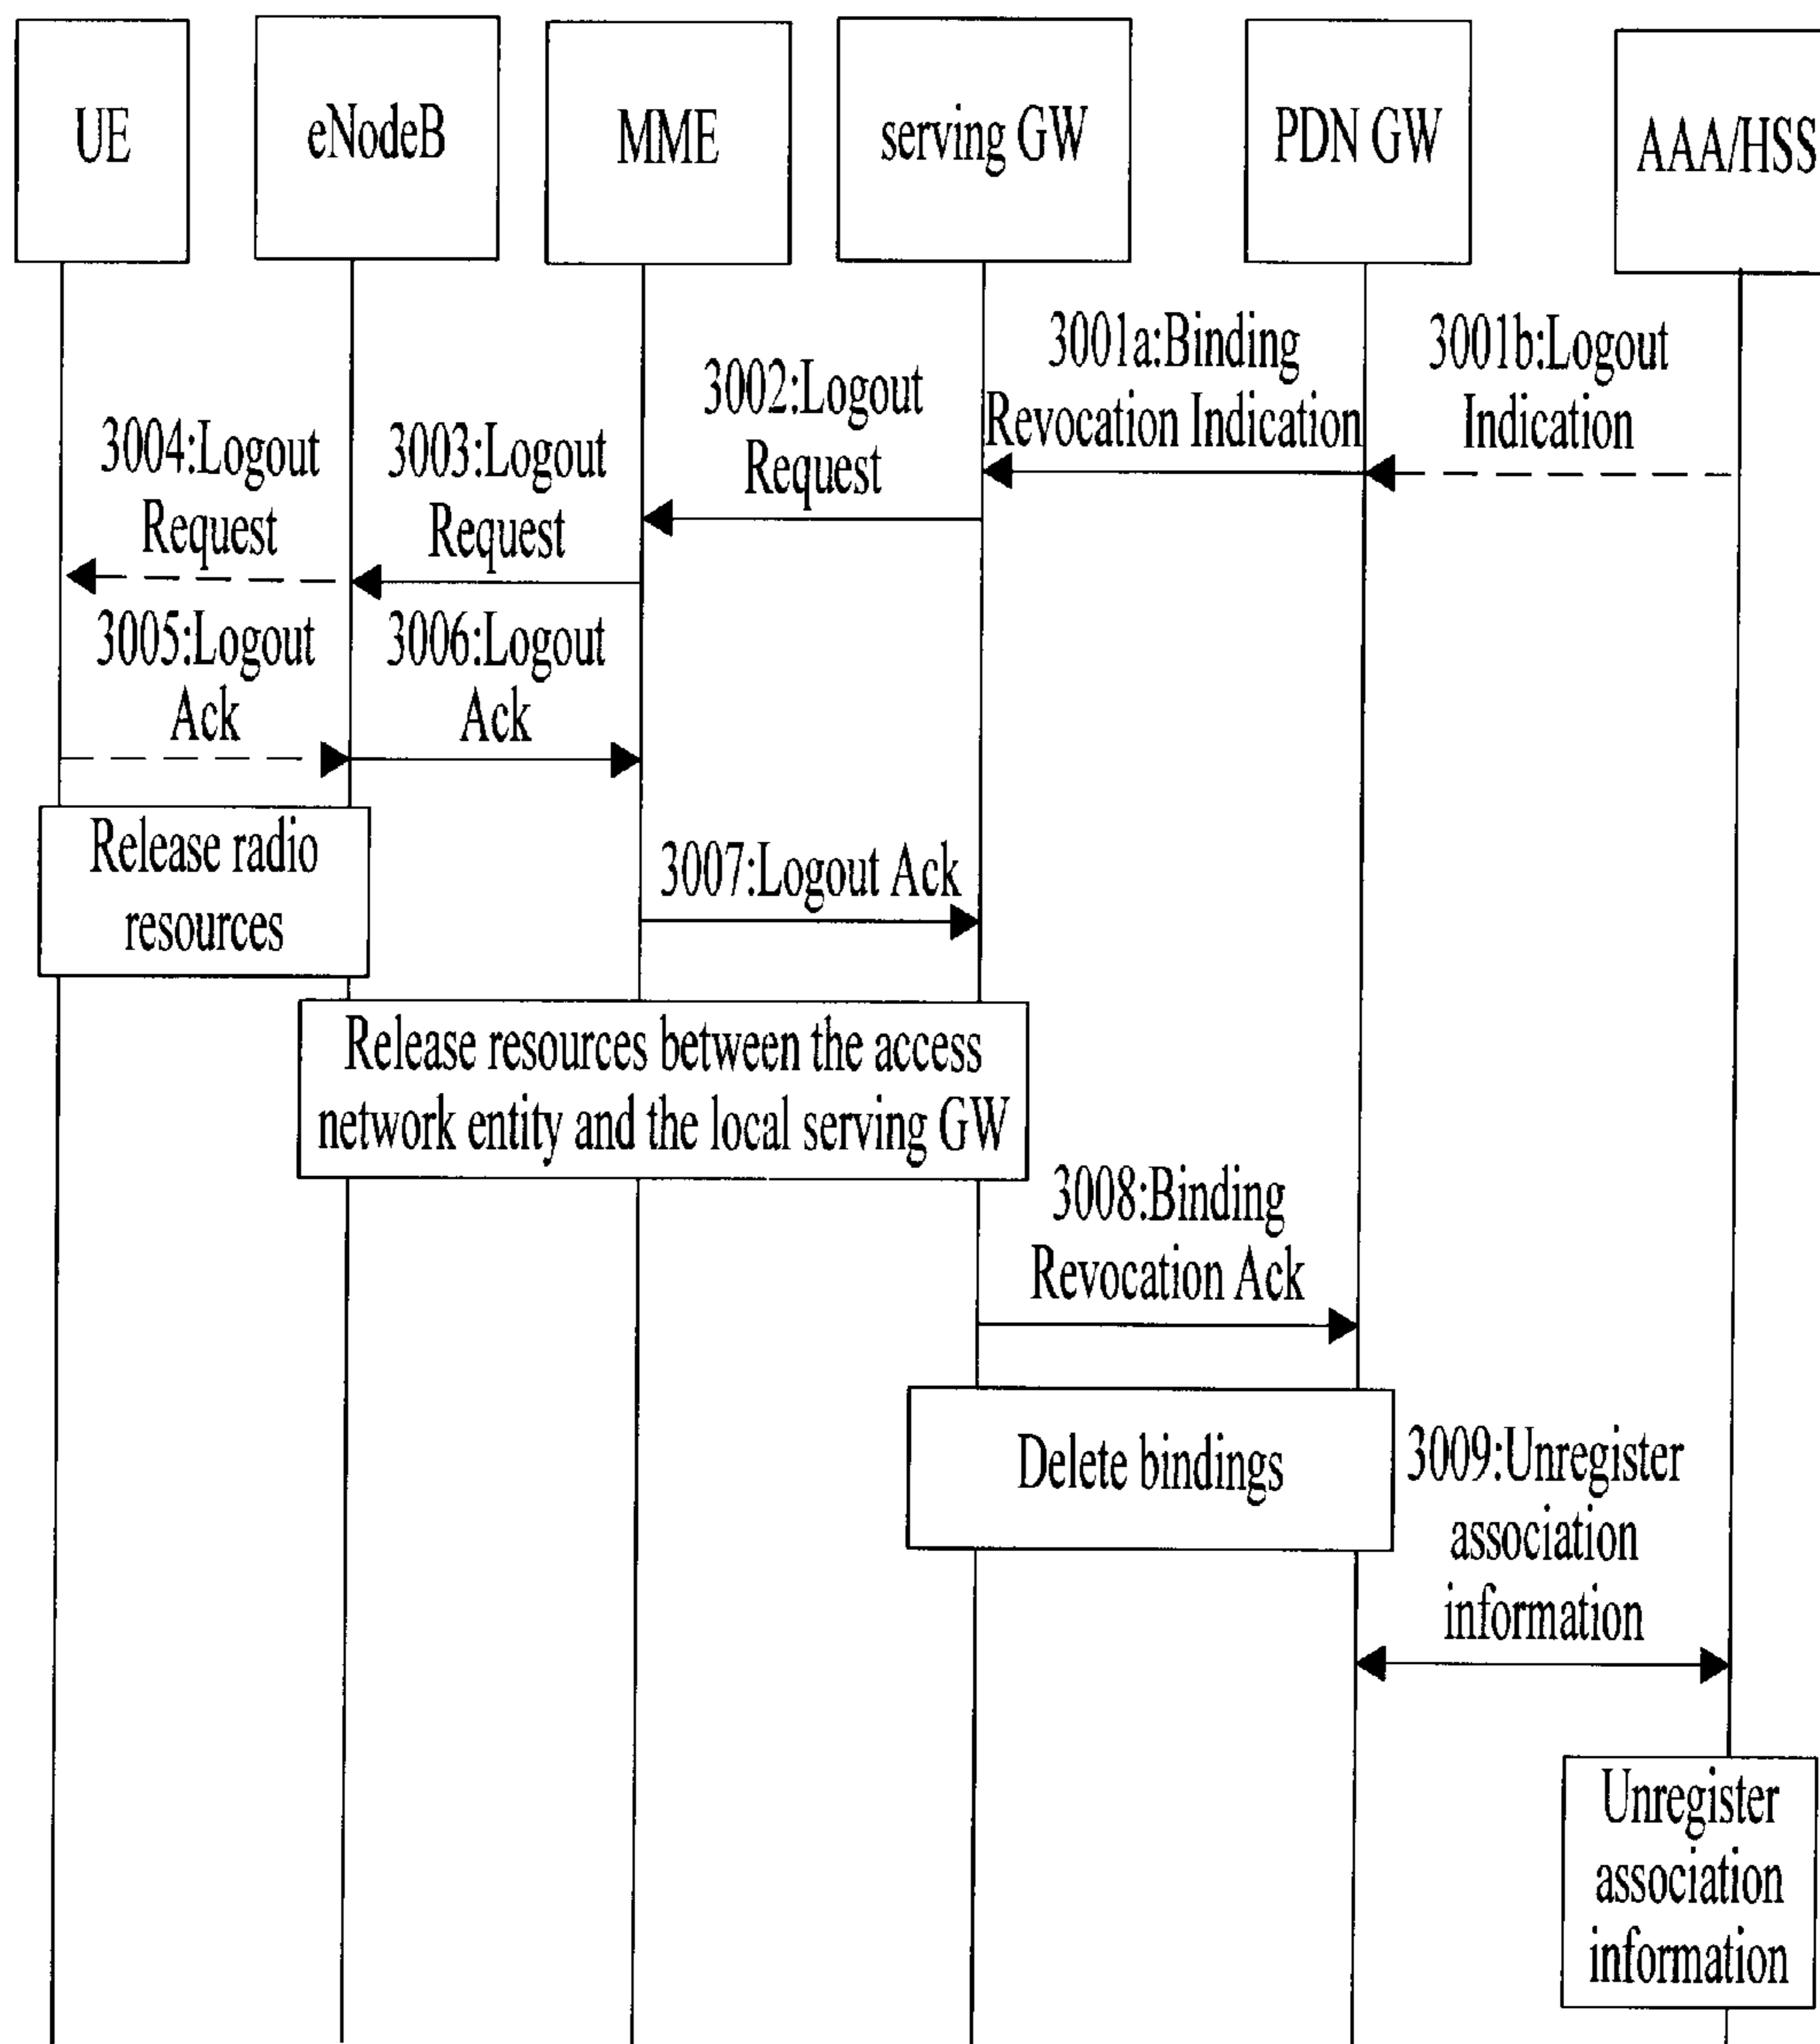 UE
eNodeB
MME
serving GW
PDN GW
AAA/HSS
3001a:Binding
Revocation Indication
3001b:Logout
Indication
3002:Logout
Request
3004:Logout
Request
3003:Logout
Request
3005:Logout
Ack
3006:Logout
Ack
Release radio
resources
3007:Logout Ack
Release resources between the access
network entity and the local serving GW
3008:Binding
Revocation Ack
Delete bindings
3009:Unregister
association
information
Unregister
association
information